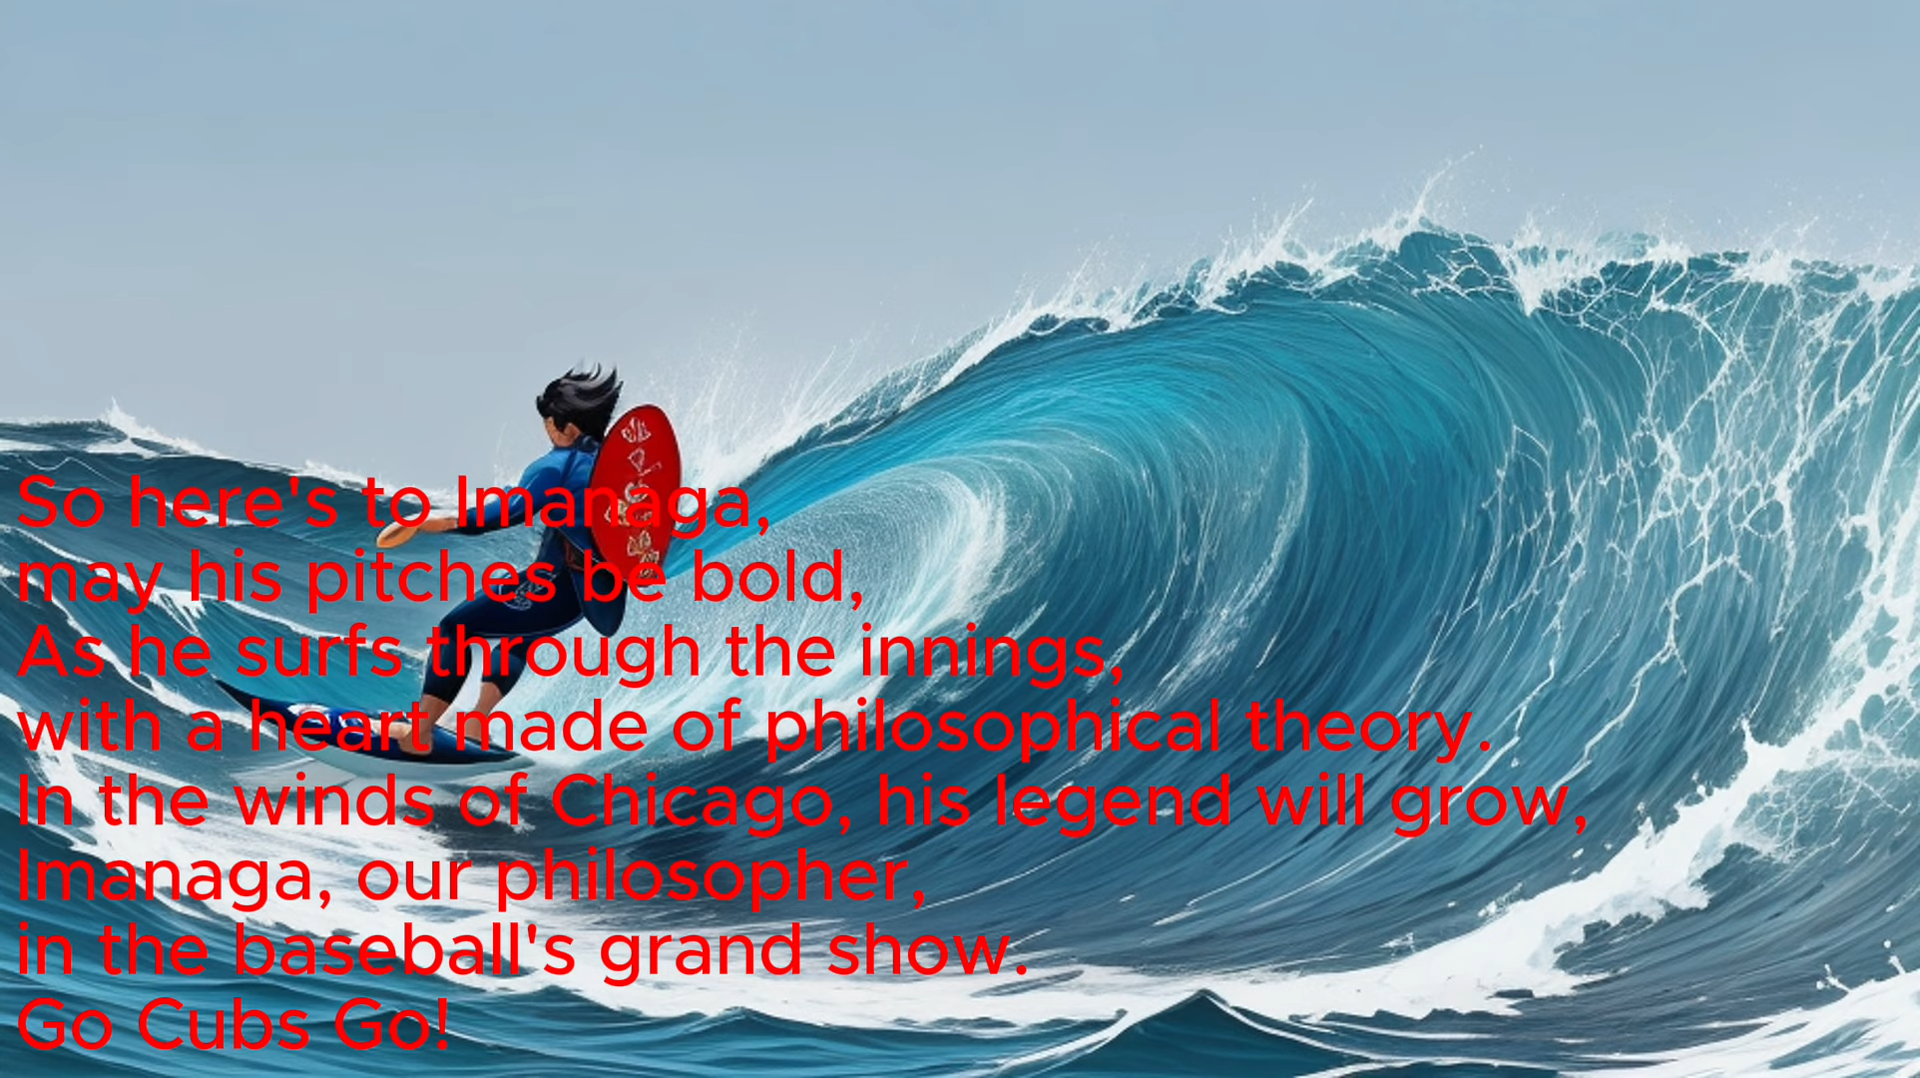 So here's to Imanaga,
may his pitches be bold,
As he surfs through the innings,
with a heart made of philosophical theory.
In the winds of Chicago, his legend will grow,
Imanaga, our philosopher,
in the baseball's grand show.
Go Cubs Go!